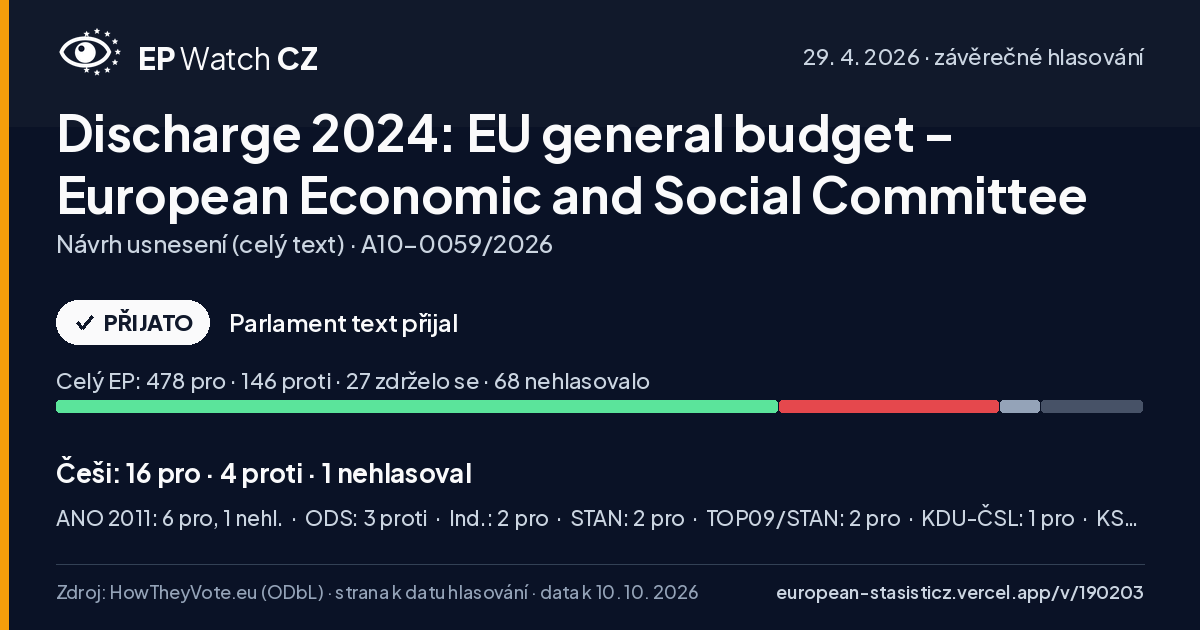 EP Watch CZ
29. 4. 2026 · závěrečné hlasování
Discharge 2024: EU general budget –
European Economic and Social Committee
Návrh usnesení (celý text) · A10-0059/2026
✓ PŘIJATO
Parlament text přijal
Celý EP: 478 pro · 146 proti · 27 zdrželo se · 68 nehlasovalo
Češi: 16 pro · 4 proti · 1 nehlasoval
ANO 2011: 6 pro, 1 nehl. · ODS: 3 proti · Ind.: 2 pro · STAN: 2 pro · TOP09/STAN: 2 pro · KDU-ČSL: 1 pro · KS…
Zdroj: HowTheyVote.eu (ODbL) · strana k datu hlasování · data k 10. 10. 2026
european-stasisticz.vercel.app/v/190203